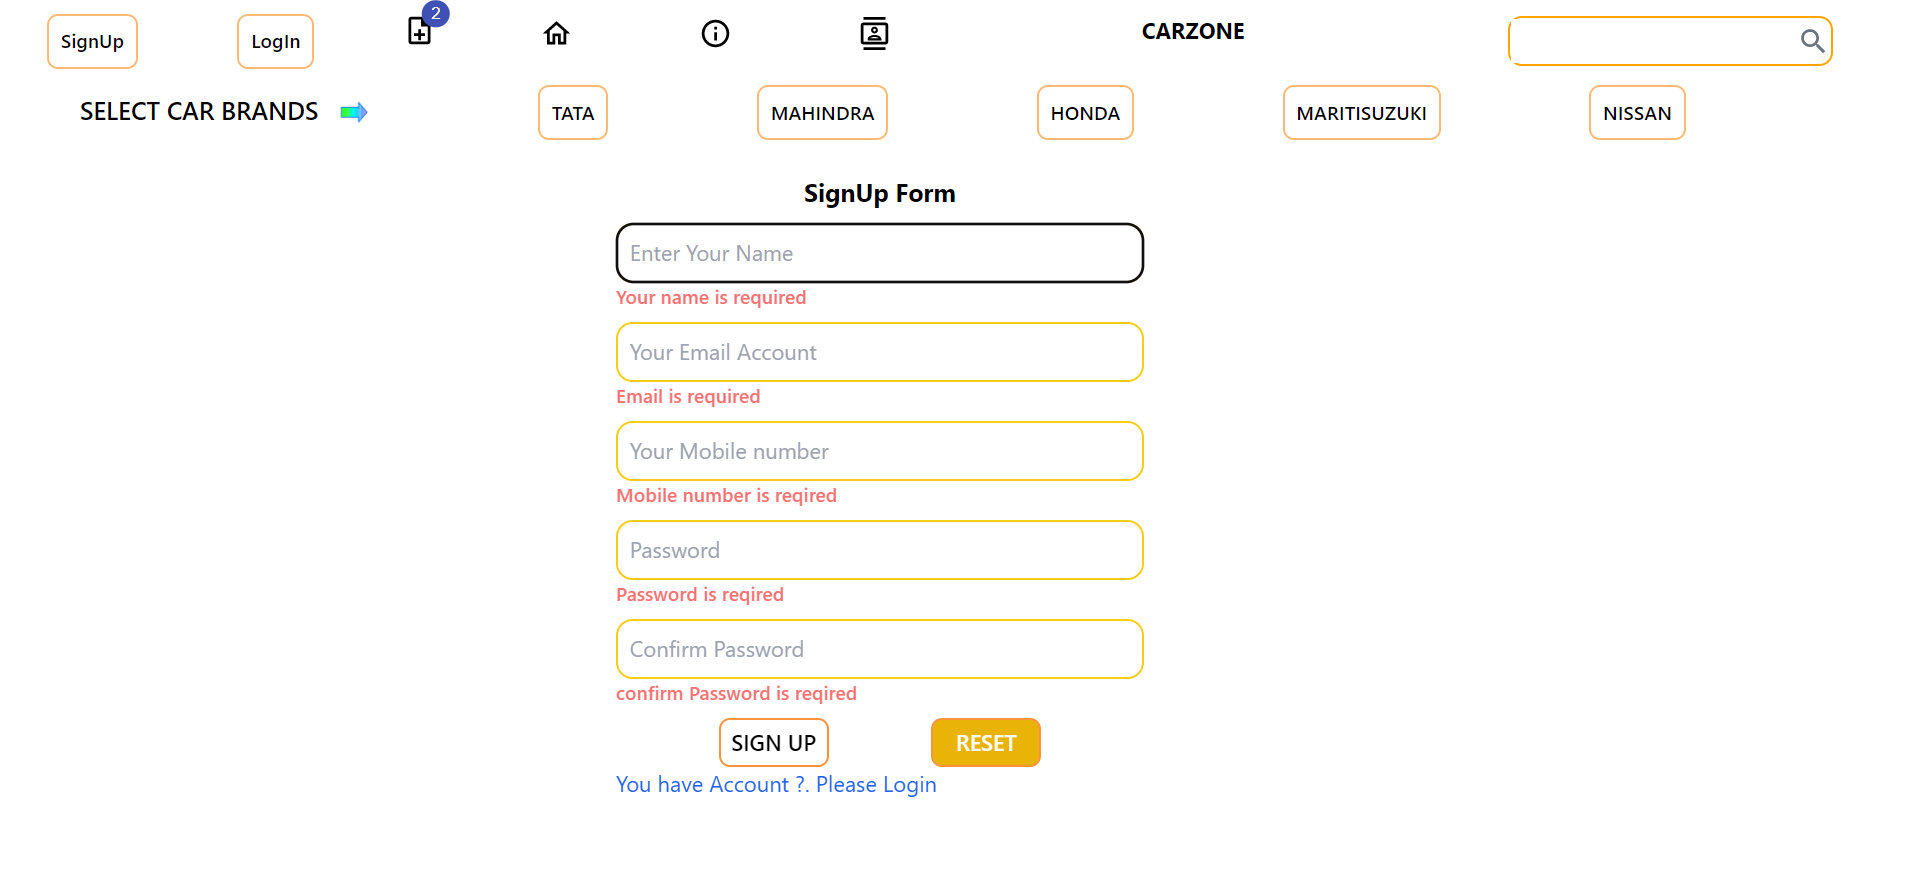 SignUp LogIn 2 CARZONE
SELECT CAR BRANDS TATA MAHINDRA HONDA MARITISUZUKI NISSAN
SignUp Form
Enter Your Name
Your name is required
Your Email Account
Email is required
Your Mobile number
Mobile number is reqired
Password
Password is reqired
Confirm Password
confirm Password is reqired
SIGN UP RESET
You have Account ?. Please Login